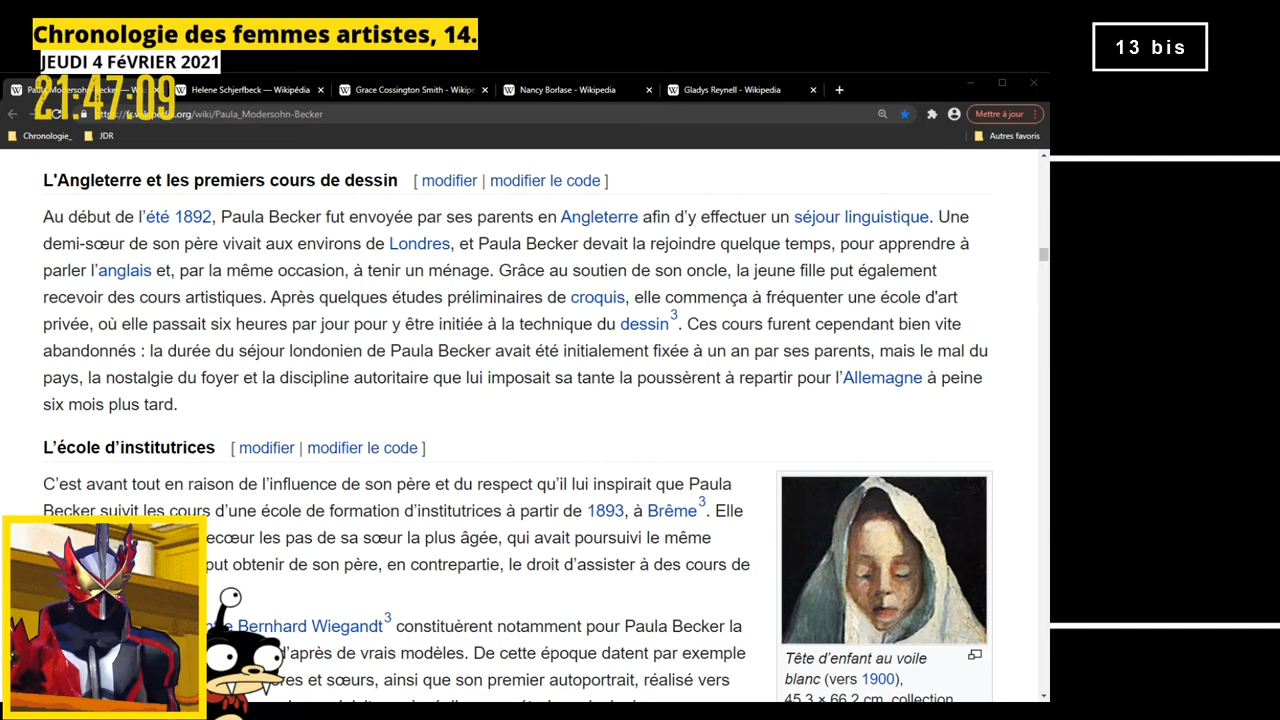 Chronologie des femmes artistes, 14.
JEUDI 4 FéVRIER 2021
21:47:09
13 bis
Helene Schjerfbeck — Wikipédia
Grace Cossington Smith - Wikipe
Nancy Borlase - Wikipedia
Gladys Reynell - Wikipedia
.org/wiki/Paula_Modersohn-Becker
Mettre à jour
Chronologie_
JDR
Autres favoris
L'Angleterre et les premiers cours de dessin [ modifier | modifier le code ]
Au début de l'été 1892, Paula Becker fut envoyée par ses parents en Angleterre afin d'y effectuer un séjour linguistique. Une
demi-sœur de son père vivait aux environs de Londres, et Paula Becker devait la rejoindre quelque temps, pour apprendre à
parler l'anglais et, par la même occasion, à tenir un ménage. Grâce au soutien de son oncle, la jeune fille put également
recevoir des cours artistiques. Après quelques études préliminaires de croquis, elle commença à fréquenter une école d'art
privée, où elle passait six heures par jour pour y être initiée à la technique du dessin3. Ces cours furent cependant bien vite
abandonnés : la durée du séjour londonien de Paula Becker avait été initialement fixée à un an par ses parents, mais le mal du
pays, la nostalgie du foyer et la discipline autoritaire que lui imposait sa tante la poussèrent à repartir pour l'Allemagne à peine
six mois plus tard.
L'école d'institutrices [ modifier | modifier le code ]
C'est avant tout en raison de l'influence de son père et du respect qu'il lui inspirait que Paula
Becker suivit les cours d'une école de formation d'institutrices à partir de 1893, à Brême3. Elle
ecœur les pas de sa sœur la plus âgée, qui avait poursuivi le même
put obtenir de son père, en contrepartie, le droit d'assister à des cours de
e Bernhard Wiegandt3 constituèrent notamment pour Paula Becker la
d'après de vrais modèles. De cette époque datent par exemple
res et sœurs, ainsi que son premier autoportrait, réalisé vers
Tête d'enfant au voile
blanc (vers 1900),
45,3 × 66,2 cm, collection